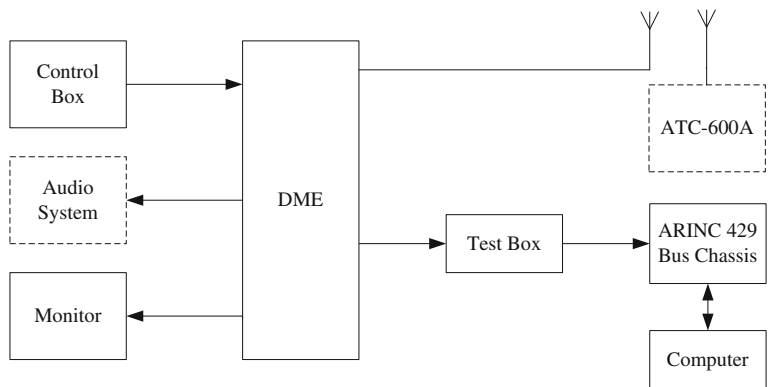 Control
Box
ATC-600A
Audio
System
DME
Test Box
ARINC 429
Bus Chassis
Monitor
Computer